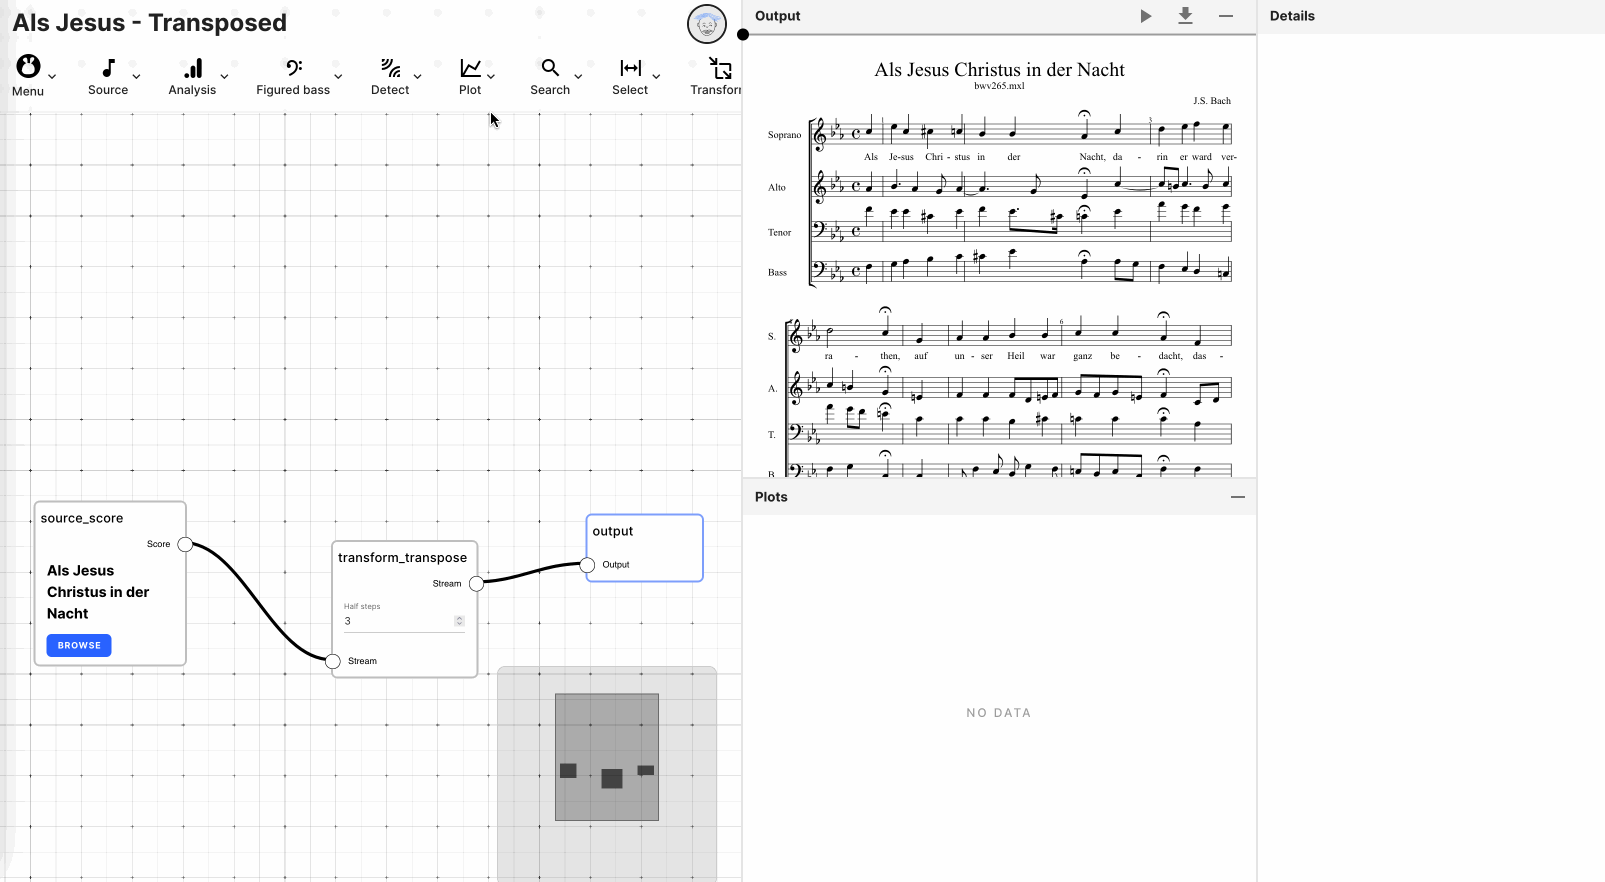 Als Jesus - Transposed
Menu
Source
Analysis
Figured bass
Detect
Plot
Search
Select
Transfor
source_score
Score
Als Jesus
Christus in der
Nacht
BROWSE
transform_transpose
Stream
Half steps
3
Stream
output
Output
Output
Als Jesus Christus in der Nacht
bwv265.mxl
J.S. Bach
3
Soprano
Als Je-sus Chri - stus in der Nacht, da - rin er ward ver-
Alto
Tenor
Bass
6
S.
ra - then, auf un - ser Heil war ganz be - dacht, das -
A.
T.
B.
Plots
NO DATA
Details